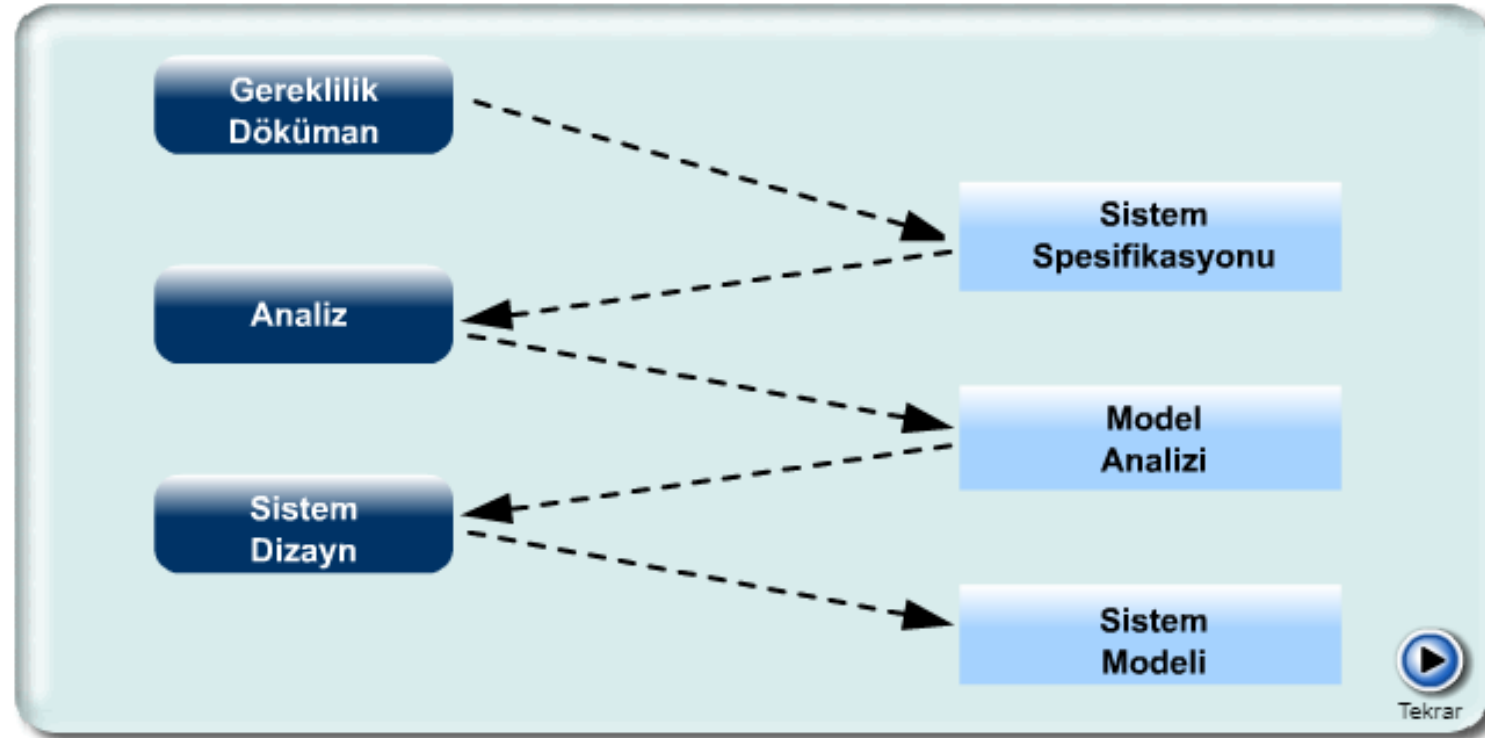 Gereklilik
Döküman
Sistem
Spesifikasyonu
Analiz
Model
Analizi
Sistem
Dizayn
Sistem
Modeli
Tekrar